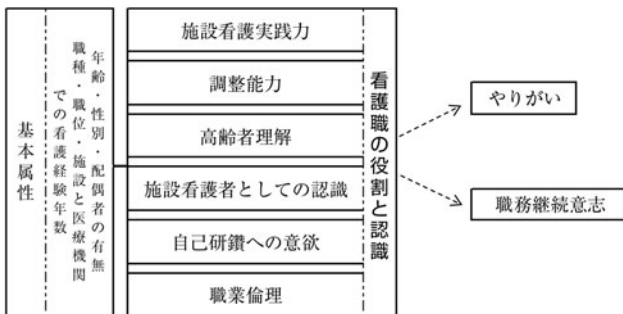 基本属性
年齢・性別・配偶者の有無
職種・職位・施設と医療機関
での看護経験年数
施設看護実践力
調整能力
高齢者理解
施設看護者としての認識
自己研鑽への意欲
職業倫理
看護職の役割と認識
やりがい
職務継続意志